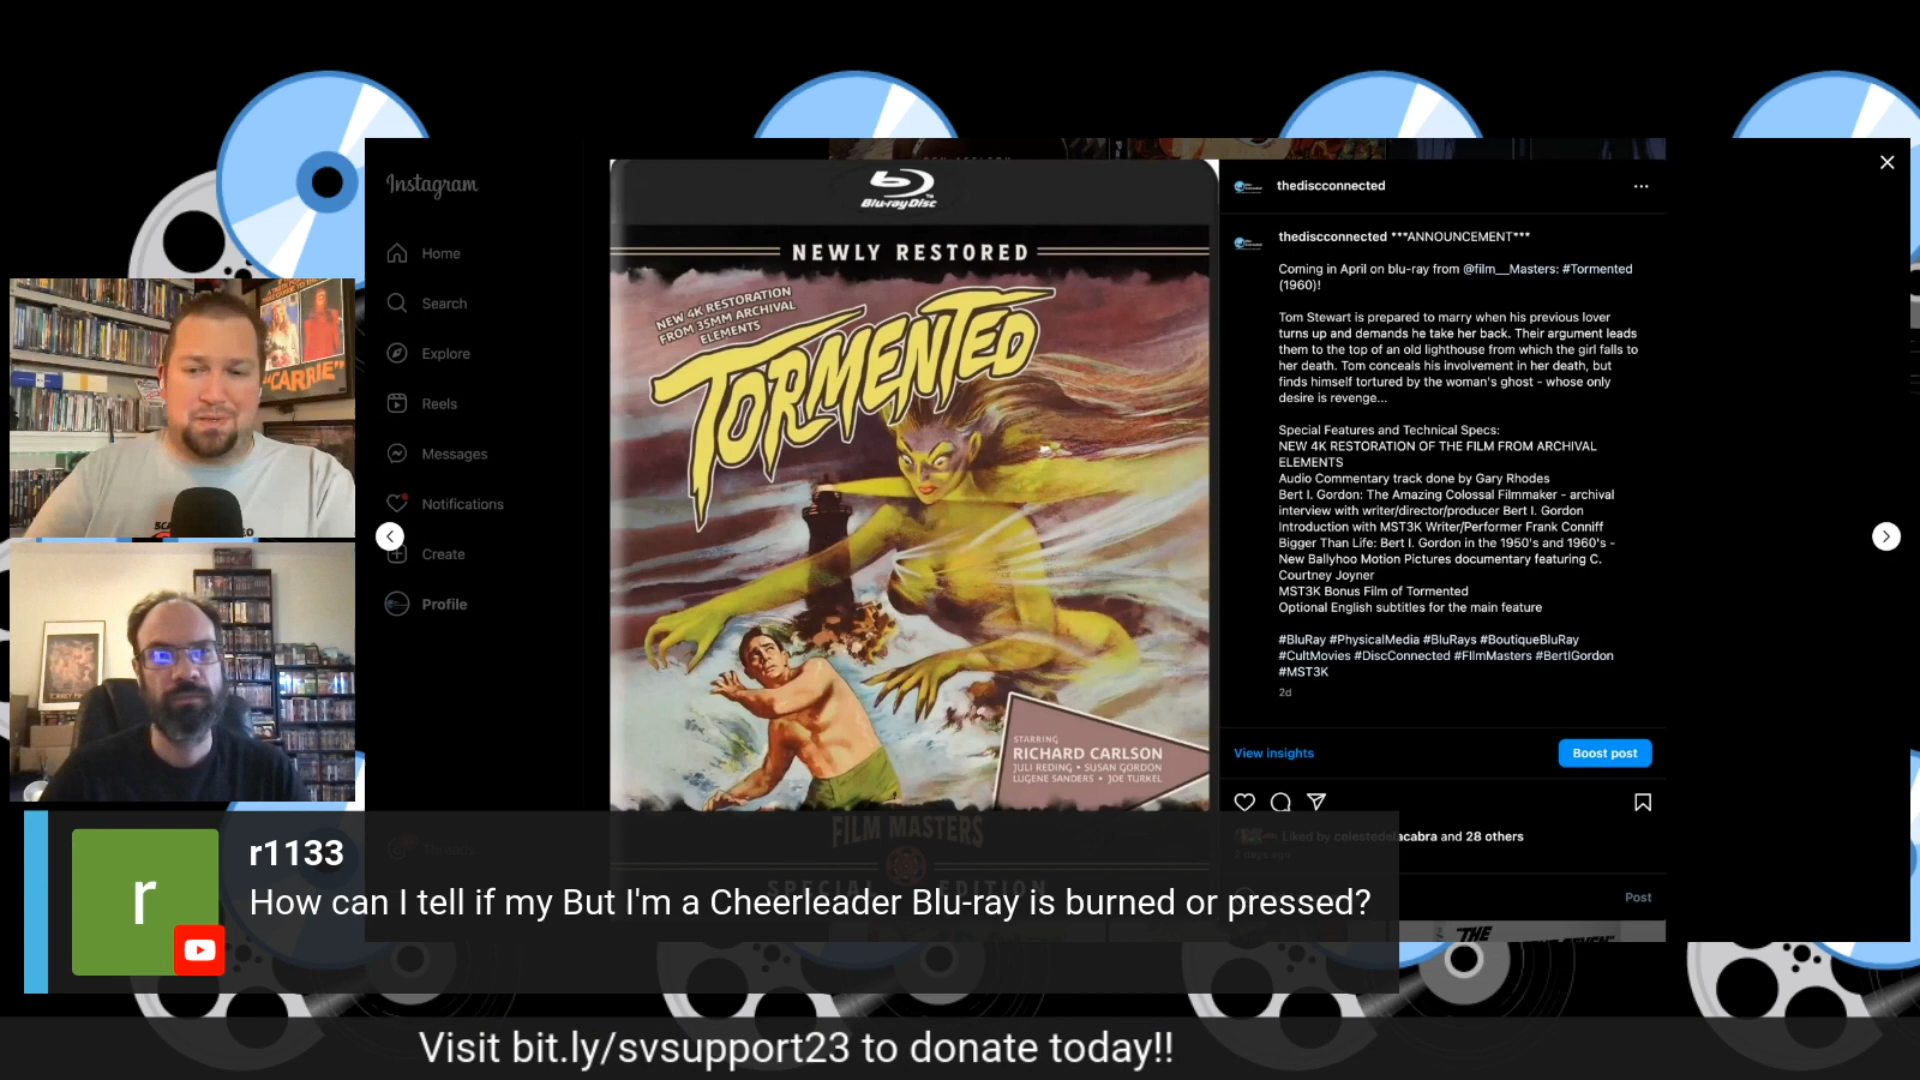 Instagram
Home
Search
Explore
Reels
Messages
Notifications
Create
Profile
Threads
"CARRIE"
Blu-ray Disc
NEWLY RESTORED
NEW 4K RESTORATION
FROM 35MM ARCHIVAL
ELEMENTS
TORMENTED
STARRING
RICHARD CARLSON
JULI REDING • SUSAN GORDON
LUGENE SANDERS • JOE TURKEL
FILM MASTERS
SPECIAL EDITION
thediscconnected
thediscconnected ***ANNOUNCEMENT***
Coming in April on blu-ray from @film__Masters: #Tormented
(1960)!
Tom Stewart is prepared to marry when his previous lover
turns up and demands he take her back. Their argument leads
them to the top of an old lighthouse from which the girl falls to
her death. Tom conceals his involvement in her death, but
finds himself tortured by the woman's ghost - whose only
desire is revenge...
Special Features and Technical Specs:
NEW 4K RESTORATION OF THE FILM FROM ARCHIVAL
ELEMENTS
Audio Commentary track done by Gary Rhodes
Bert I. Gordon: The Amazing Colossal Filmmaker - archival
interview with writer/director/producer Bert I. Gordon
Introduction with MST3K Writer/Performer Frank Conniff
Bigger Than Life: Bert I. Gordon in the 1950's and 1960's -
New Ballyhoo Motion Pictures documentary featuring C.
Courtney Joyner
MST3K Bonus Film of Tormented
Optional English subtitles for the main feature
#BluRay #PhysicalMedia #BluRays #BoutiqueBluRay
#CultMovies #DiscConnected #FIlmMasters #BertIGordon
#MST3K
2d
View insights
Boost post
Liked by celestedelacabra and 28 others
2 days ago
Post
THE
r
r1133
How can I tell if my But I'm a Cheerleader Blu-ray is burned or pressed?
Visit bit.ly/svsupport23 to donate today!!